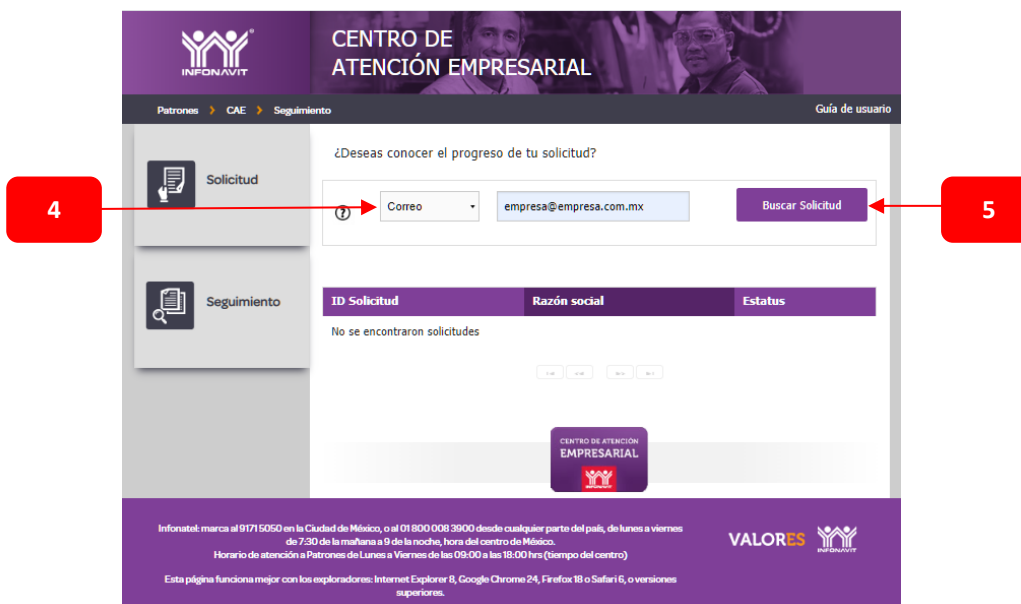 INFONAVIT
CENTRO DE
ATENCIÓN EMPRESARIAL
Patrones > CAE > Seguimiento
Guía de usuario
¿Deseas conocer el progreso de tu solicitud?
Solicitud
4
? Correo empresa@empresa.com.mx Buscar Solicitud
5
Seguimiento
ID Solicitud Razón social Estatus
No se encontraron solicitudes
CENTRO DE ATENCIÓN
EMPRESARIAL
INFONAVIT
Infonatel: marca al 9171 5050 en la Ciudad de México, o al 01 800 008 3900 desde cualquier parte del país, de lunes a viernes
de 7:30 de la mañana a 9 de la noche, hora del centro de México.
Horario de atención a Patrones de Lunes a Viernes de las 09:00 a las 18:00 hrs (tiempo del centro)
VALORES INFONAVIT
Esta página funciona mejor con los exploradores: Internet Explorer 8, Google Chrome 24, Firefox 18 o Safari 6, o versiones
superiores.